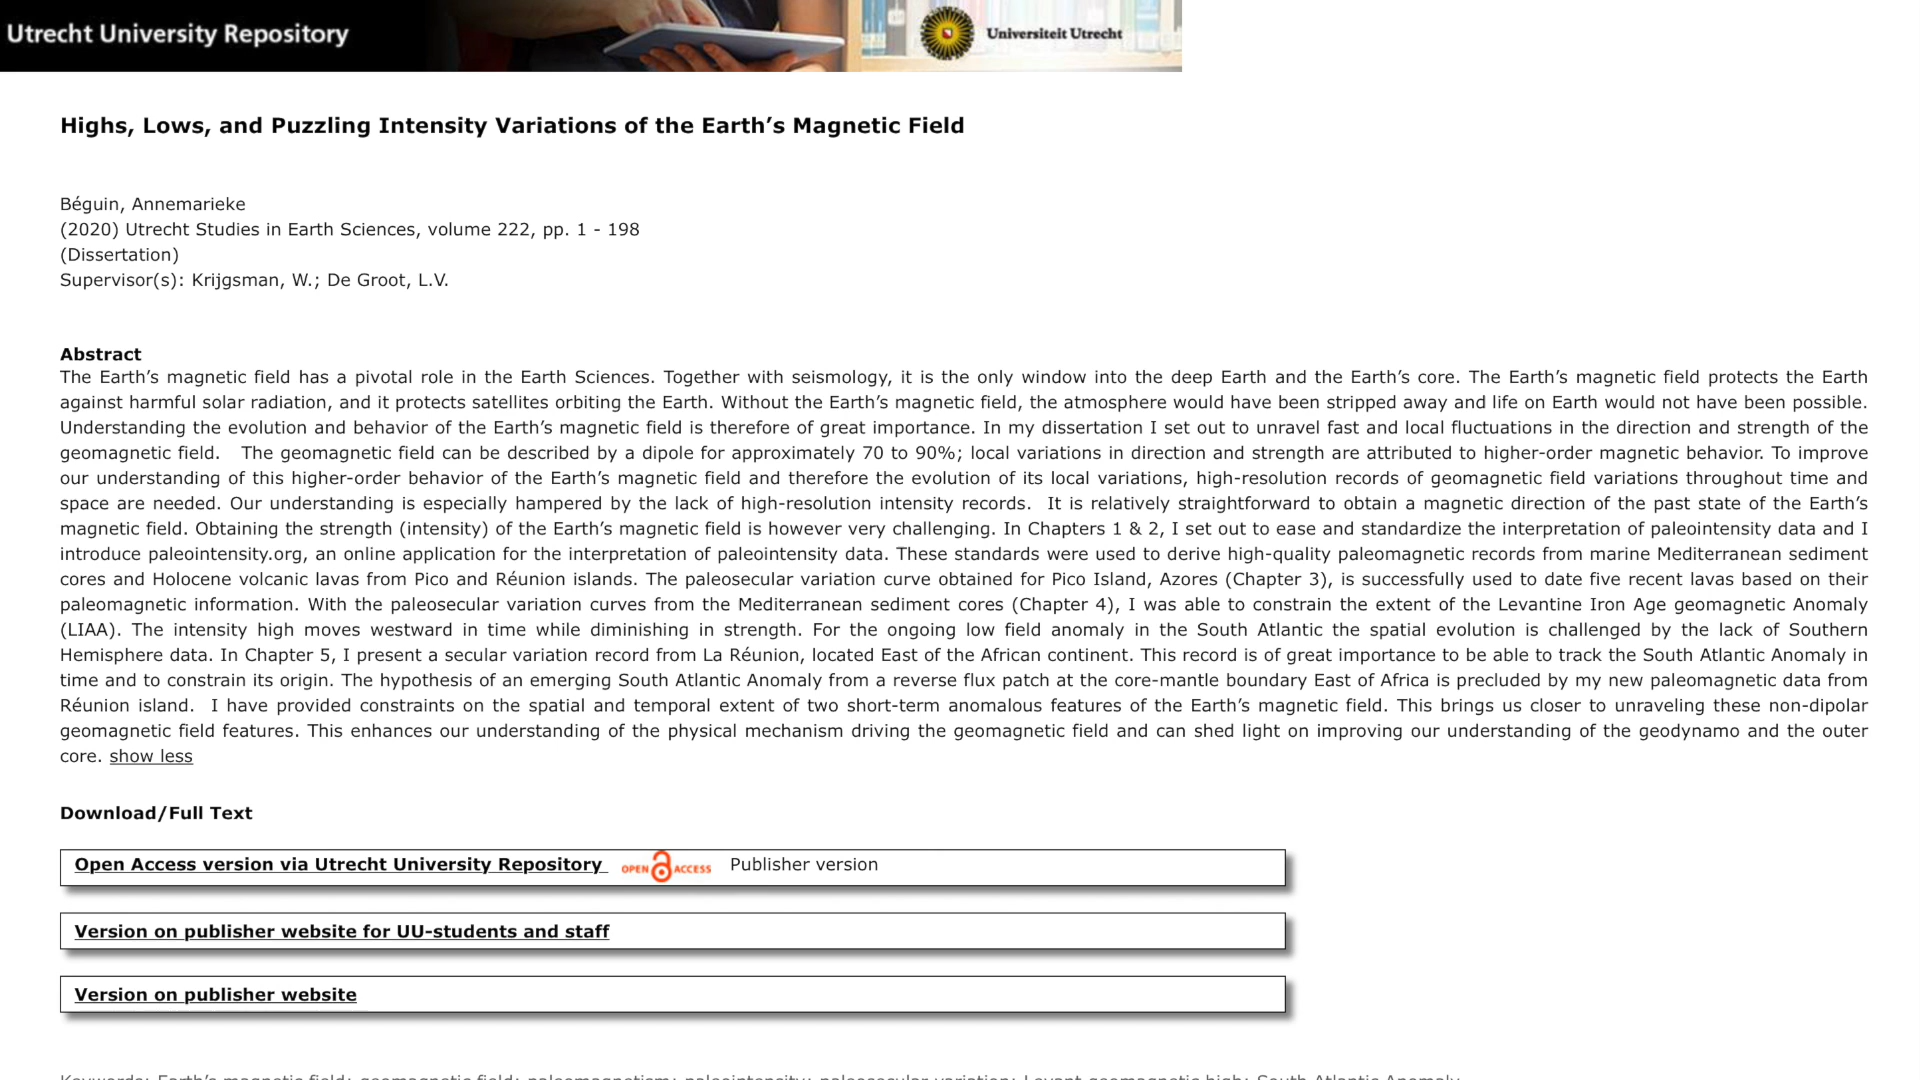 Utrecht University Repository
Universiteit Utrecht
Highs, Lows, and Puzzling Intensity Variations of the Earth’s Magnetic Field
Béguin, Annemarieke
(2020) Utrecht Studies in Earth Sciences, volume 222, pp. 1 - 198
(Dissertation)
Supervisor(s): Krijgsman, W.; De Groot, L.V.
Abstract
The Earth’s magnetic field has a pivotal role in the Earth Sciences. Together with seismology, it is the only window into the deep Earth and the Earth’s core. The Earth’s magnetic field protects the Earth
against harmful solar radiation, and it protects satellites orbiting the Earth. Without the Earth’s magnetic field, the atmosphere would have been stripped away and life on Earth would not have been possible.
Understanding the evolution and behavior of the Earth’s magnetic field is therefore of great importance. In my dissertation I set out to unravel fast and local fluctuations in the direction and strength of the
geomagnetic field.   The geomagnetic field can be described by a dipole for approximately 70 to 90%; local variations in direction and strength are attributed to higher-order magnetic behavior. To improve
our understanding of this higher-order behavior of the Earth’s magnetic field and therefore the evolution of its local variations, high-resolution records of geomagnetic field variations throughout time and
space are needed. Our understanding is especially hampered by the lack of high-resolution intensity records.  It is relatively straightforward to obtain a magnetic direction of the past state of the Earth’s
magnetic field. Obtaining the strength (intensity) of the Earth’s magnetic field is however very challenging. In Chapters 1 & 2, I set out to ease and standardize the interpretation of paleointensity data and I
introduce paleointensity.org, an online application for the interpretation of paleointensity data. These standards were used to derive high-quality paleomagnetic records from marine Mediterranean sediment
cores and Holocene volcanic lavas from Pico and Réunion islands. The paleosecular variation curve obtained for Pico Island, Azores (Chapter 3), is successfully used to date five recent lavas based on their
paleomagnetic information. With the paleosecular variation curves from the Mediterranean sediment cores (Chapter 4), I was able to constrain the extent of the Levantine Iron Age geomagnetic Anomaly
(LIAA). The intensity high moves westward in time while diminishing in strength. For the ongoing low field anomaly in the South Atlantic the spatial evolution is challenged by the lack of Southern
Hemisphere data. In Chapter 5, I present a secular variation record from La Réunion, located East of the African continent. This record is of great importance to be able to track the South Atlantic Anomaly in
time and to constrain its origin. The hypothesis of an emerging South Atlantic Anomaly from a reverse flux patch at the core-mantle boundary East of Africa is precluded by my new paleomagnetic data from
Réunion island.  I have provided constraints on the spatial and temporal extent of two short-term anomalous features of the Earth’s magnetic field. This brings us closer to unraveling these non-dipolar
geomagnetic field features. This enhances our understanding of the physical mechanism driving the geomagnetic field and can shed light on improving our understanding of the geodynamo and the outer
core. show less
Download/Full Text
Open Access version via Utrecht University Repository OPEN ACCESS Publisher version
Version on publisher website for UU-students and staff
Version on publisher website
Keywords: Earth’s magnetic field; geomagnetic field; paleomagnetism; paleointensity; paleosecular variation; Levant geomagnetic high; South Atlantic Anomaly